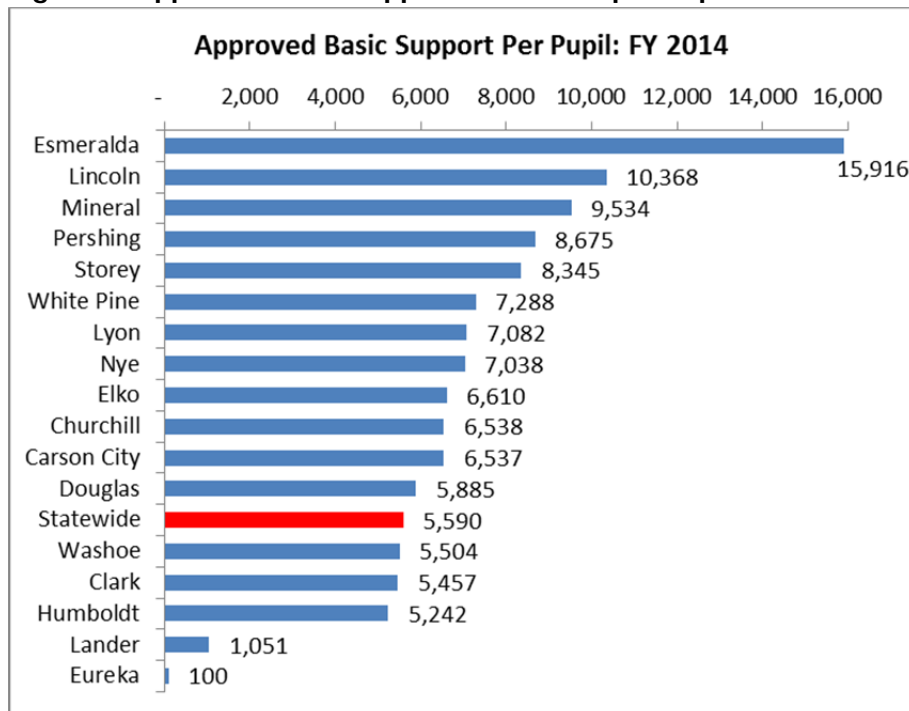 Approved Basic Support Per Pupil: FY 2014
- 2,000 4,000 6,000 8,000 10,000 12,000 14,000 16,000
Esmeralda 15,916
Lincoln 10,368
Mineral 9,534
Pershing 8,675
Storey 8,345
White Pine 7,288
Lyon 7,082
Nye 7,038
Elko 6,610
Churchill 6,538
Carson City 6,537
Douglas 5,885
Statewide 5,590
Washoe 5,504
Clark 5,457
Humboldt 5,242
Lander 1,051
Eureka 100